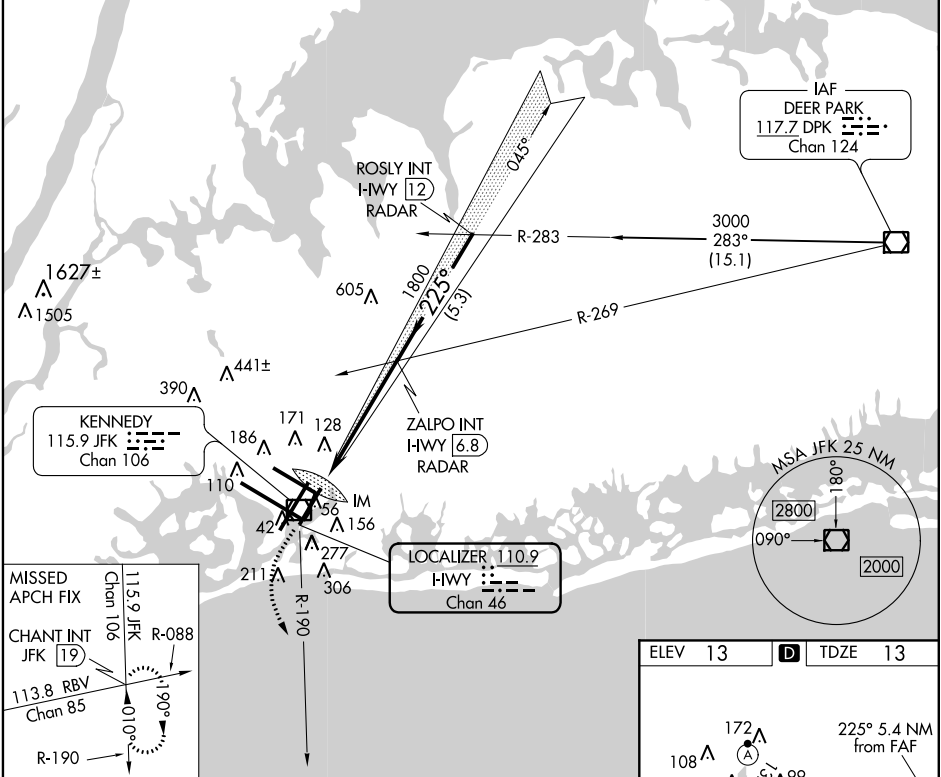 IAF
DEER PARK
117.7 DPK
Chan 124
ROSLY INT
I-IWY 12
RADAR
045°
R-283
3000
283°
(15.1)
1627±
1505
605
1800
225°
(5.3)
R-269
441±
390
KENNEDY
115.9 JFK
Chan 106
171
128
186
110
ZALPO INT
I-IWY 6.8
RADAR
IM
56
42
156
277
211
306
R-190
LOCALIZER 110.9
I-IWY
Chan 46
MSA JFK 25 NM
180°
2800
090°
2000
MISSED
APCH FIX
115.9 JFK
Chan 106
CHANT INT
JFK 19
R-088
113.8 RBV
Chan 85
190°
010°
R-190
ELEV 13
D
TDZE 13
172
A
108
99
225° 5.4 NM
from FAF